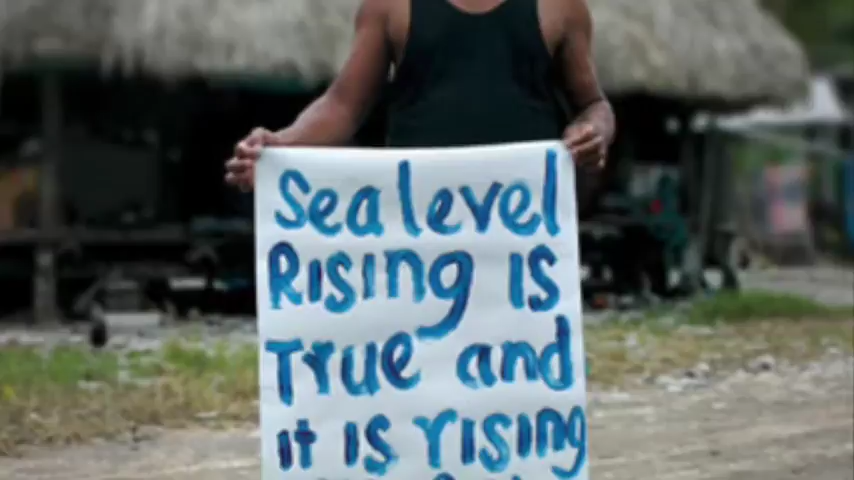 Sea level
Rising is
True and
it is rising